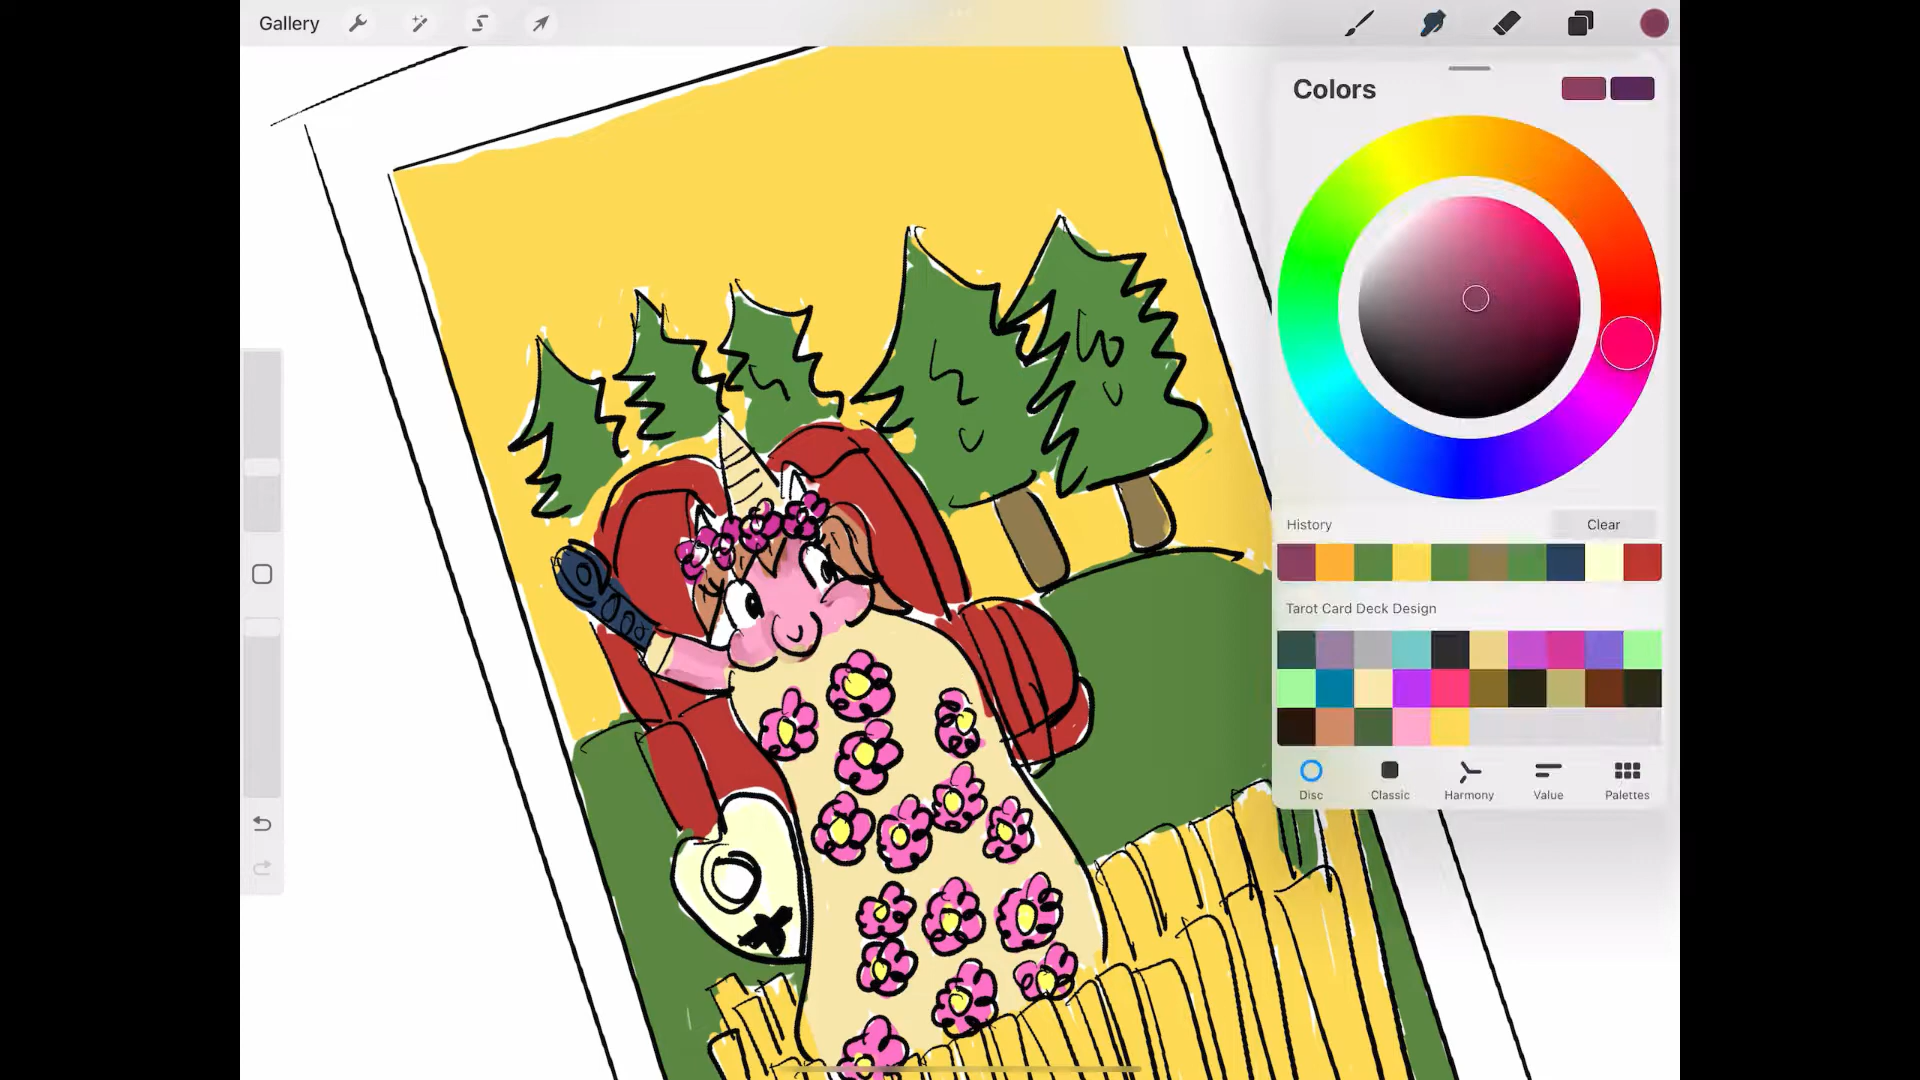 Gallery
Colors
History
Clear
Tarot Card Deck Design
Disc
Classic
Harmony
Value
Palettes